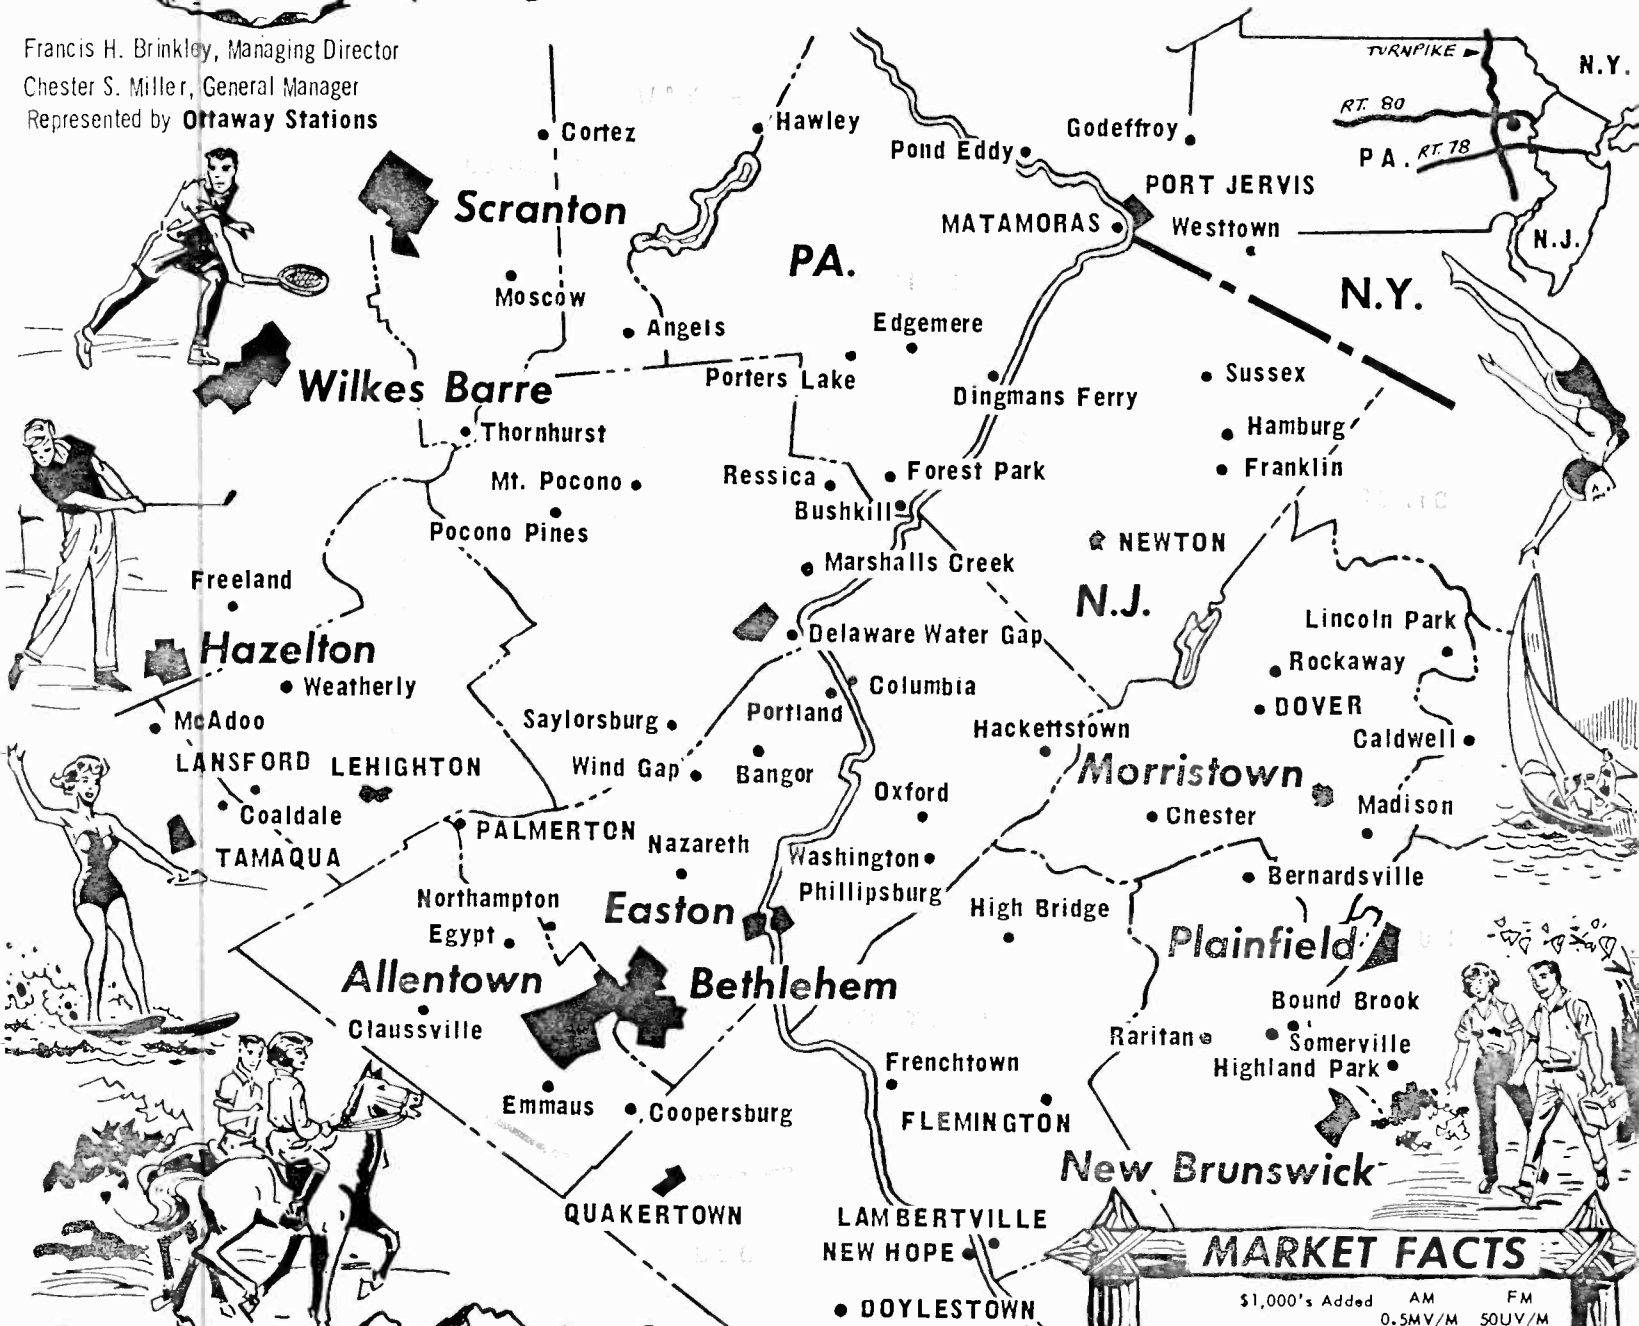 Francis H. Brinkley, Managing Director
Chester S. Miller, General Manager
Represented by Ottaway Stations
TURNPIKE
N.Y.
RT. 80
PA.
RT. 78
N.J.
Cortez
Hawley
Pond Eddy
Godeffroy
PORT JERVIS
Scranton
MATAMORAS
Westtown
PA.
N.Y.
Moscow
Angels
Edgemere
Porters Lake
Dingmans Ferry
Sussex
Wilkes Barre
Thornhurst
Hamburg
Mt. Pocono
Ressica
Forest Park
Franklin
Bushkill
Pocono Pines
NEWTON
Marshalls Creek
Freeland
N.J.
Lincoln Park
Hazelton
Delaware Water Gap
Rockaway
Weatherly
Columbia
McAdoo
Saylorsburg
Portland
DOVER
Hackettstown
Caldwell
LANSFORD
LEHIGHTON
Wind Gap
Bangor
Morristown
Oxford
Madison
Coaldale
Chester
PALMERTON
Nazareth
TAMAQUA
Washington
Phillipsburg
Bernardsville
Northampton
Easton
High Bridge
Egypt
Plainfield
Allentown
Bethlehem
Bound Brook
Claussville
Raritan
Somerville
Frenchtown
Highland Park
Emmaus
Coopersburg
FLEMINGTON
New Brunswick
QUAKERTOWN
LAMBERTVILLE
NEW HOPE
MARKET FACTS
DOYLESTOWN
$1,000's Added AM FM
0.5MV/M 50UV/M